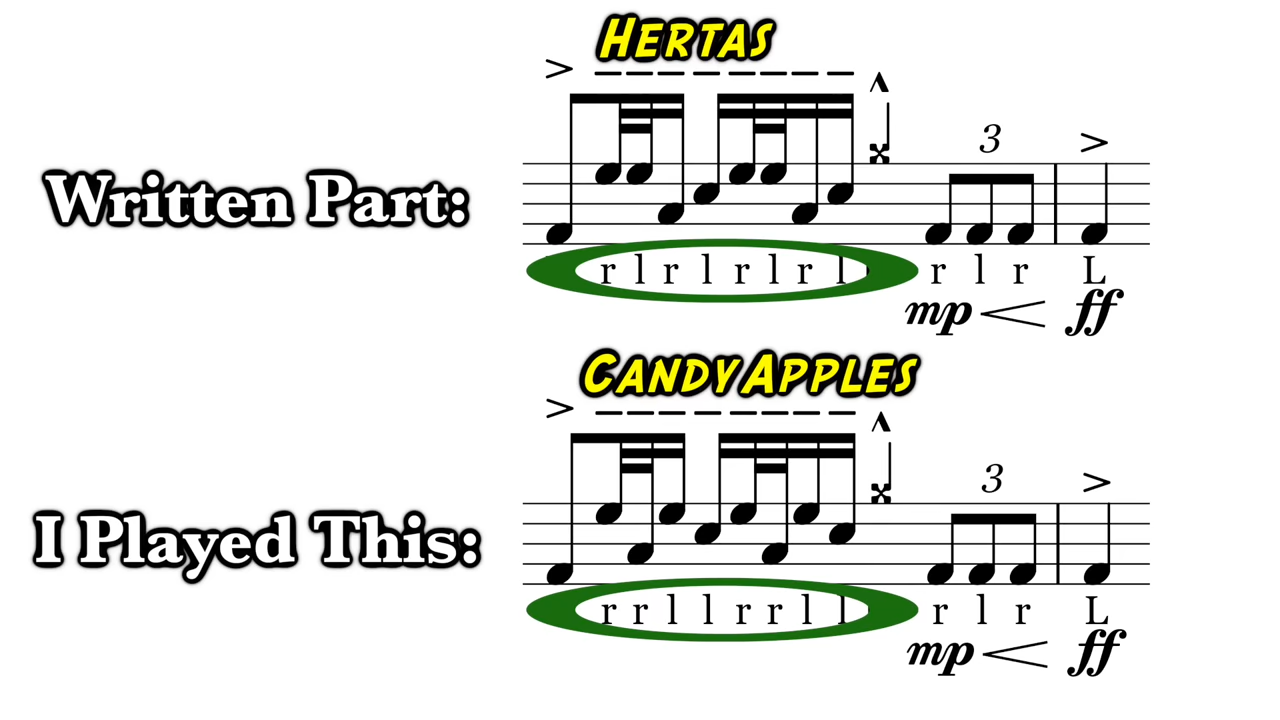 HERTAS
3
Written Part:
r l r l r l r l r l r L
mp ff
CANDY APPLES
3
I Played This:
r r l l r r l l r l r L
mp ff